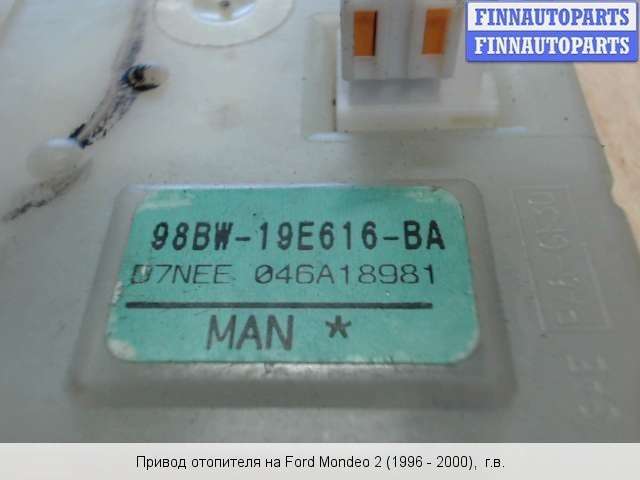 FINNAUTOPARTS
FINNAUTOPARTS
98BW-19E616-BA
D7NEE 046A18981
MAN *
Привод отопителя на Ford Mondeo 2 (1996 - 2000), г.в.